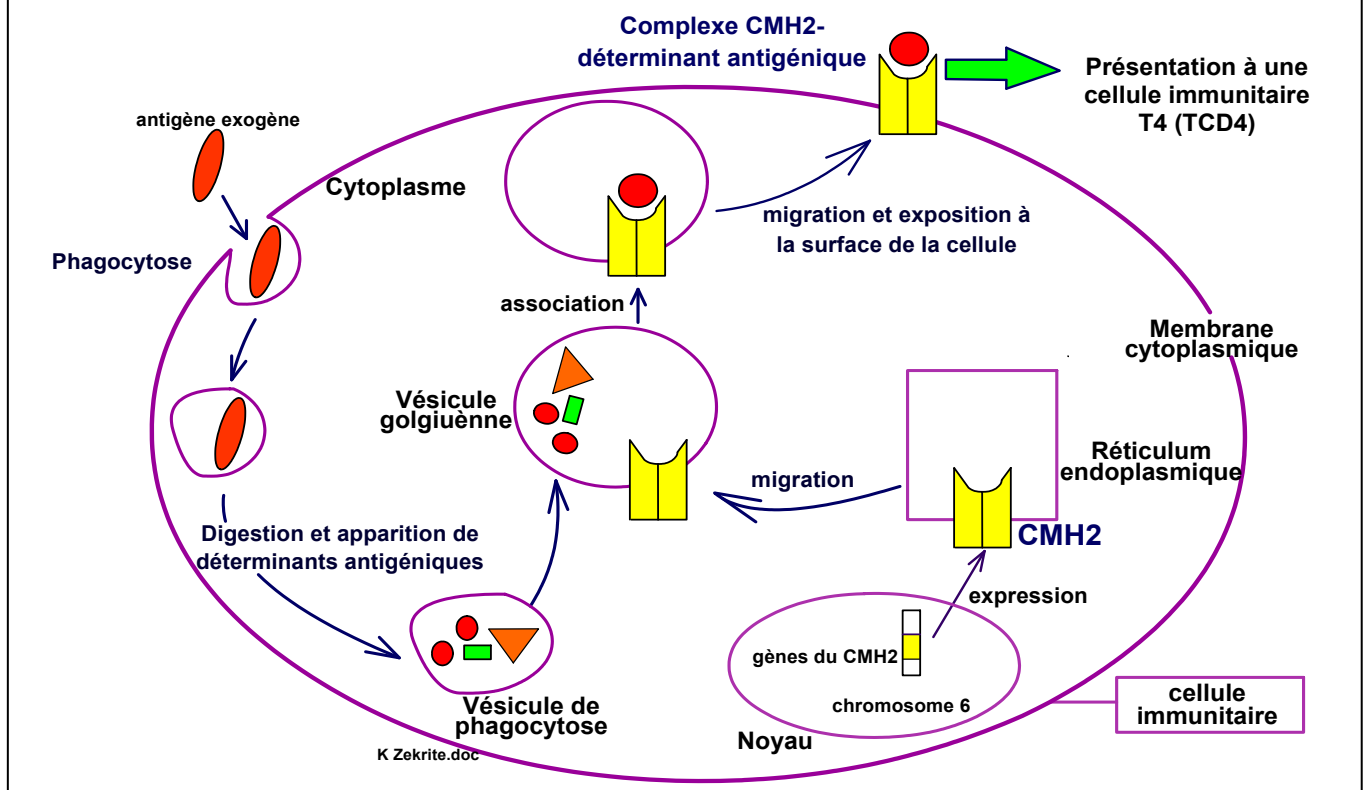 Complexe CMH2-
déterminant antigénique
Présentation à une
cellule immunitaire
T4 (TCD4)
antigène exogène
Cytoplasme
migration et exposition à
la surface de la cellule
Phagocytose
association
Membrane
cytoplasmique
Vésicule
golgiuènne
Réticulum
endoplasmique
migration
CMH2
Digestion et apparition de
déterminants antigéniques
expression
gènes du CMH2
chromosome 6
cellule
immunitaire
Vésicule de
phagocytose
Noyau
K Zekrite.doc